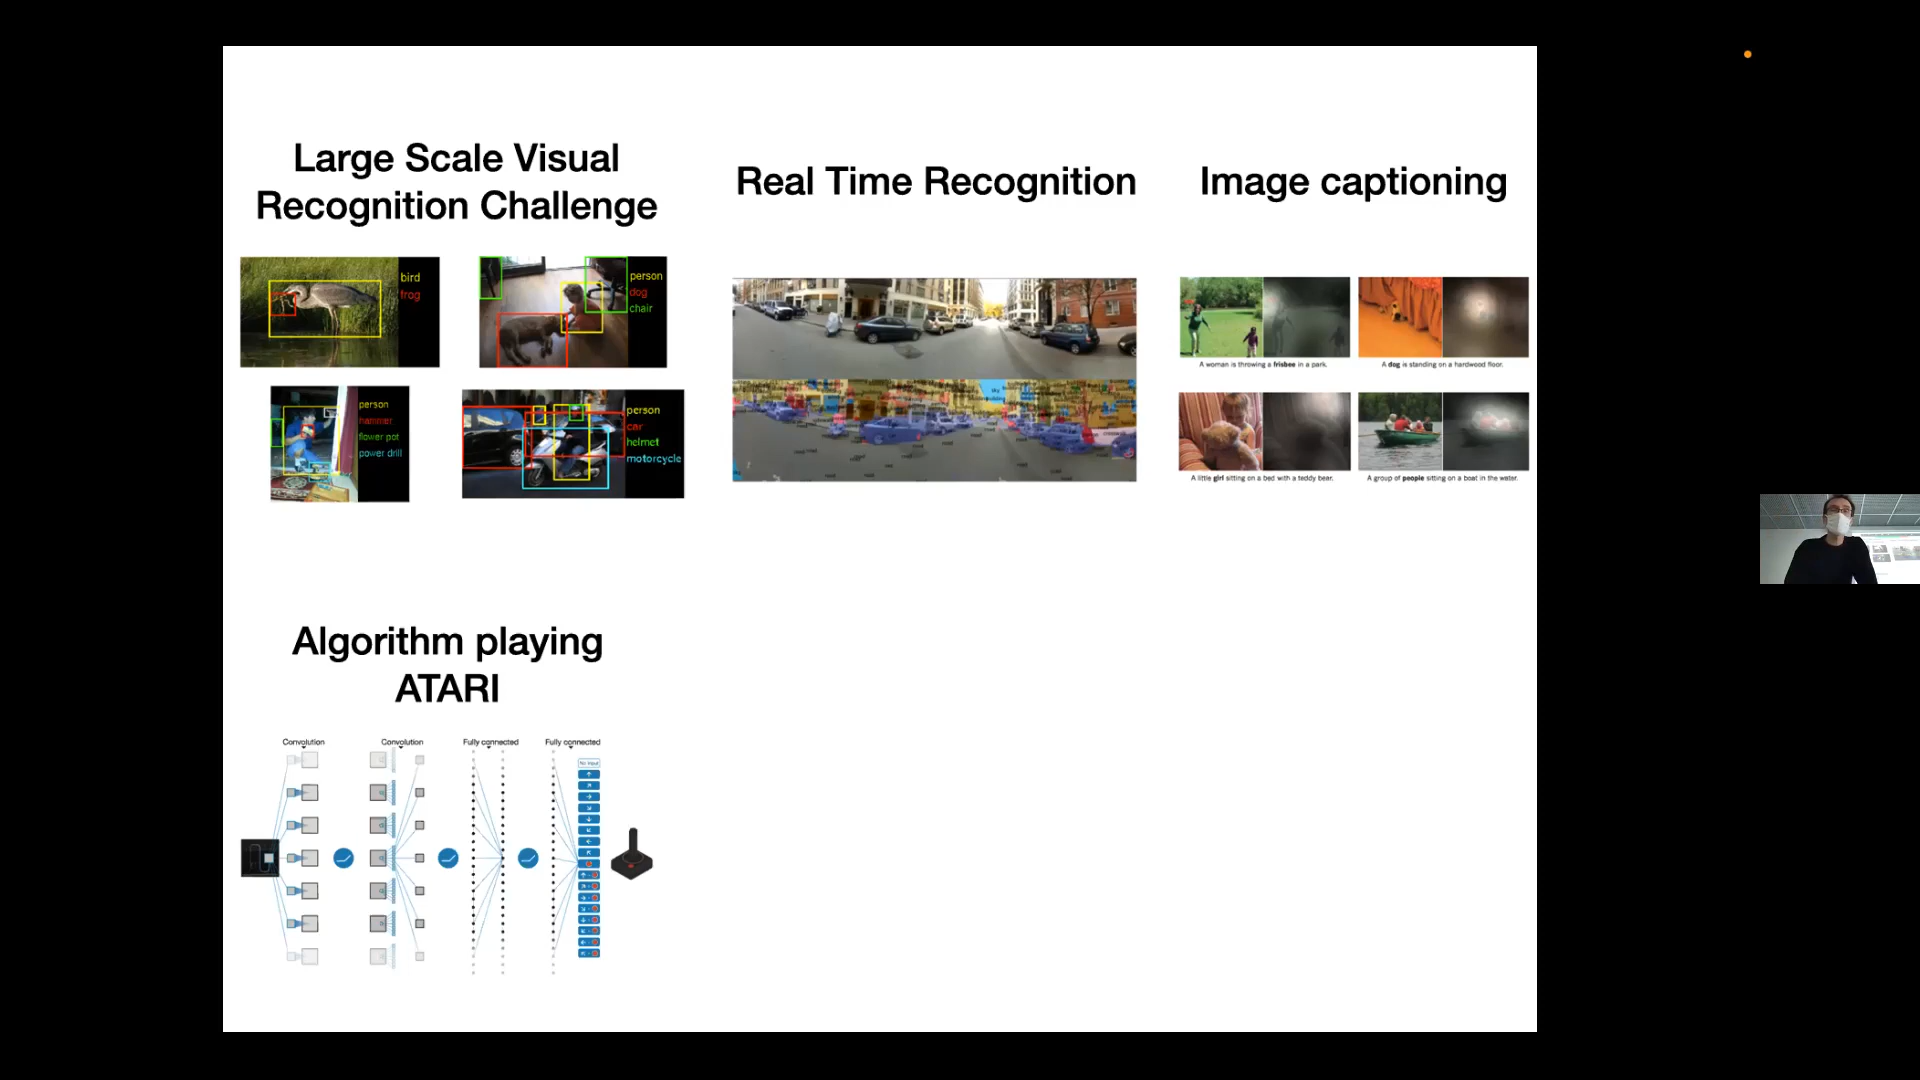 Large Scale Visual
Recognition Challenge
Real Time Recognition
Image captioning
bird
frog
person
dog
chair
person
hammer
flower pot
power drill
person
car
helmet
motorcycle
A woman is throwing a frisbee in a park.
A dog is standing on a hardwood floor.
A little girl sitting on a bed with a teddy bear.
A group of people sitting on a boat in the water.
Algorithm playing
ATARI
Convolution
Convolution
Fully connected
Fully connected
No input